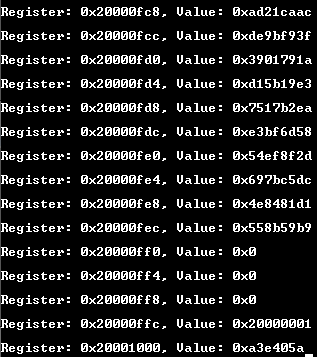 Register: 0x20000fc8, Value: 0xad21caac
Register: 0x20000fcc, Value: 0xde9bf93f
Register: 0x20000fd0, Value: 0x3901791a
Register: 0x20000fd4, Value: 0xd15b19e3
Register: 0x20000fd8, Value: 0x7517b2ea
Register: 0x20000fdc, Value: 0xe3bf6d58
Register: 0x20000fe0, Value: 0x54ef8f2d
Register: 0x20000fe4, Value: 0x697bc5dc
Register: 0x20000fe8, Value: 0x4e8481d1
Register: 0x20000fec, Value: 0x558b59b9
Register: 0x20000ff0, Value: 0x0
Register: 0x20000ff4, Value: 0x0
Register: 0x20000ff8, Value: 0x0
Register: 0x20000ffc, Value: 0x20000001
Register: 0x20001000, Value: 0xa3e405a